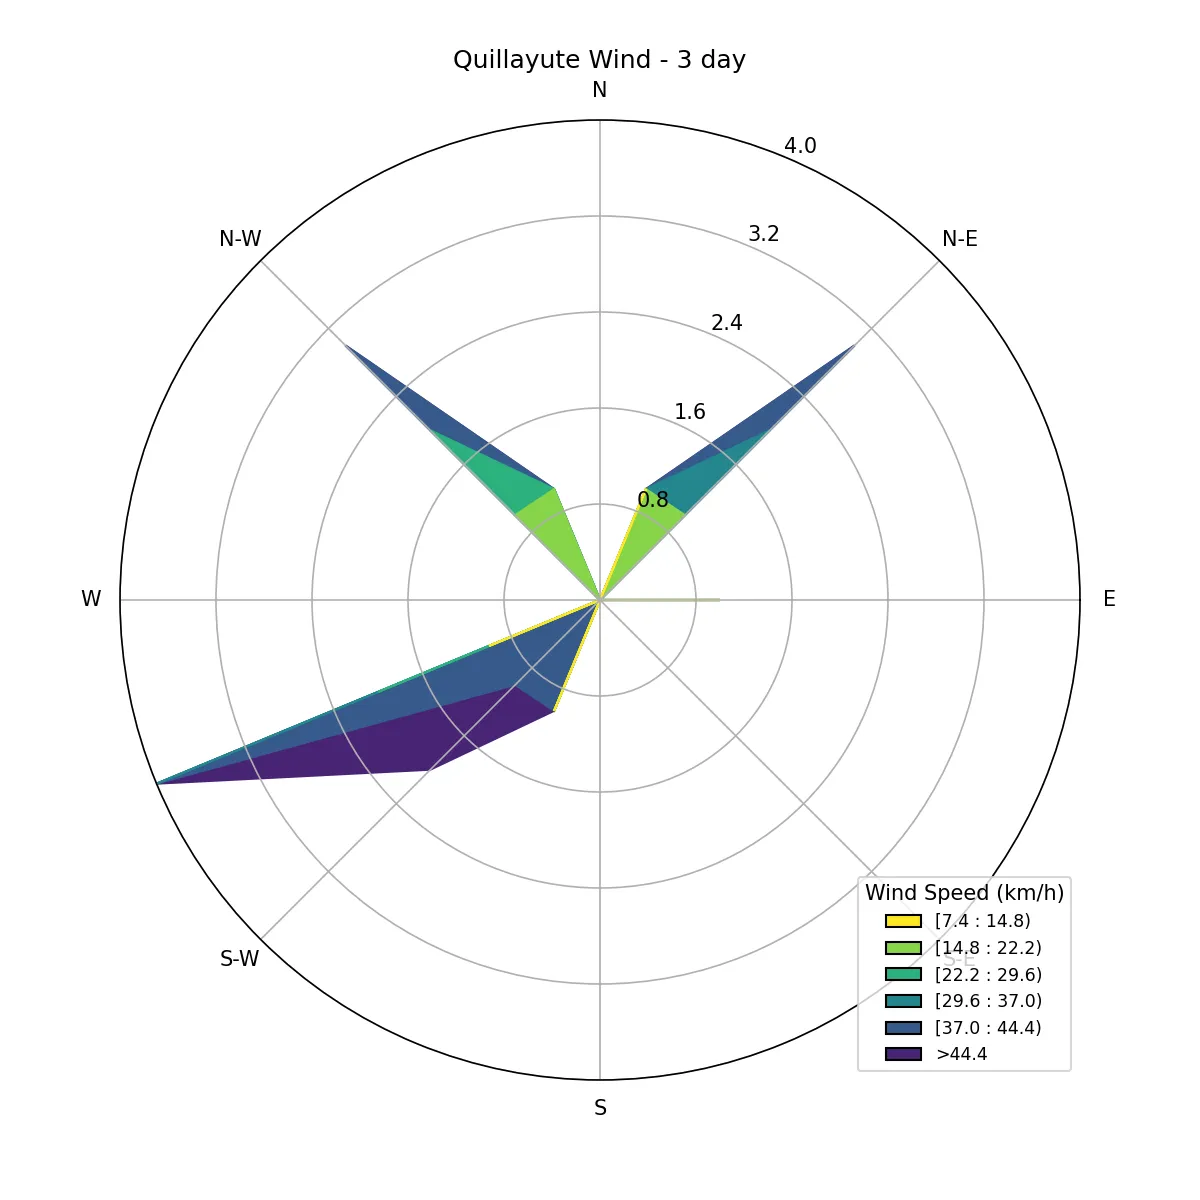 Quillayute Wind - 3 day
N
4.0
N-W
3.2
N-E
2.4
1.6
0.8
W
E
Wind Speed (km/h)
[7.4 : 14.8)
[14.8 : 22.2)
S-W
S-E
[22.2 : 29.6)
[29.6 : 37.0)
[37.0 : 44.4)
>44.4
S